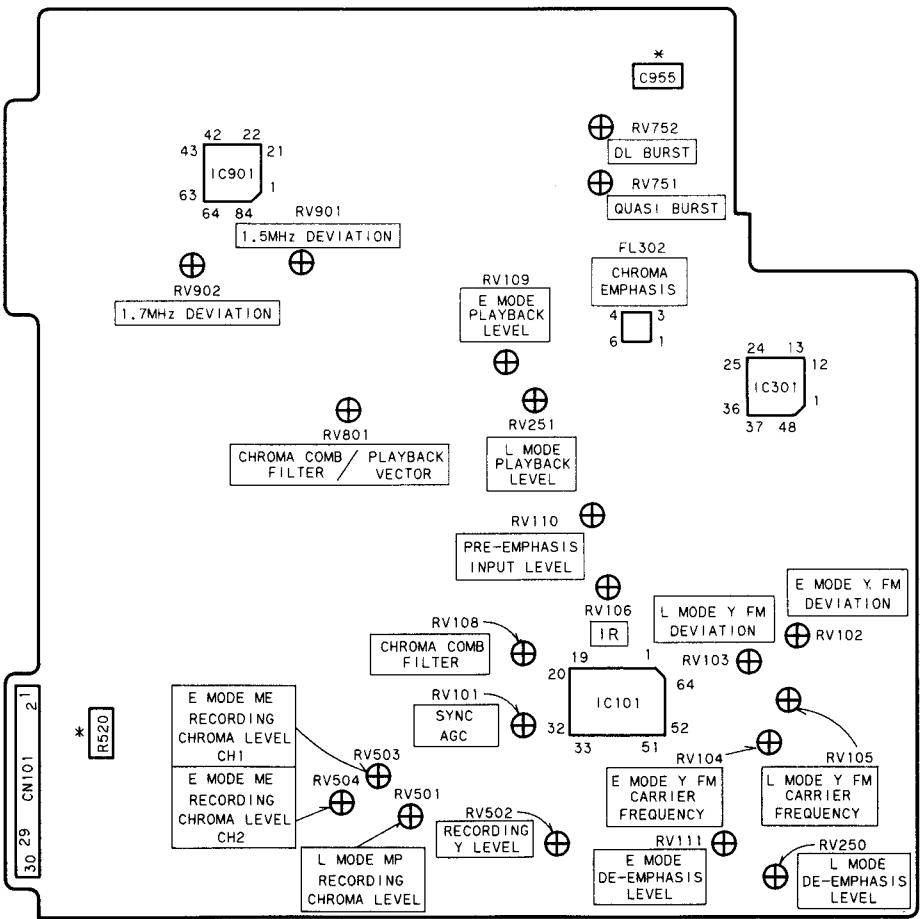 *
C955
RV752
DL BURST
RV751
QUASI BURST
42 22
43 21
IC901
63 1
64 84
RV901
1.5MHz DEVIATION
RV902
1.7MHz DEVIATION
FL302
CHROMA
EMPHASIS
4 3
6 1
RV109
E MODE
PLAYBACK
LEVEL
24 13
25 12
IC301
36 1
37 48
RV801
CHROMA COMB / PLAYBACK
FILTER VECTOR
RV251
L MODE
PLAYBACK
LEVEL
RV110
PRE-EMPHASIS
INPUT LEVEL
RV106
IR
L MODE Y FM
DEVIATION
RV103
E MODE Y. FM
DEVIATION
RV102
RV108
CHROMA COMB
FILTER
RV101
SYNC
AGC
19 1
20 64
IC101
32 52
33 51
RV104
E MODE Y FM
CARRIER
FREQUENCY
RV105
L MODE Y FM
CARRIER
FREQUENCY
1
2
CN101
29
30
*
R520
E MODE ME
RECORDING
CHROMA LEVEL
CH1
RV503
E MODE ME
RECORDING
CHROMA LEVEL
CH2
RV504
RV501
L MODE MP
RECORDING
CHROMA LEVEL
RV502
RECORDING
Y LEVEL
RV111
E MODE
DE-EMPHASIS
LEVEL
RV250
L MODE
DE-EMPHASIS
LEVEL